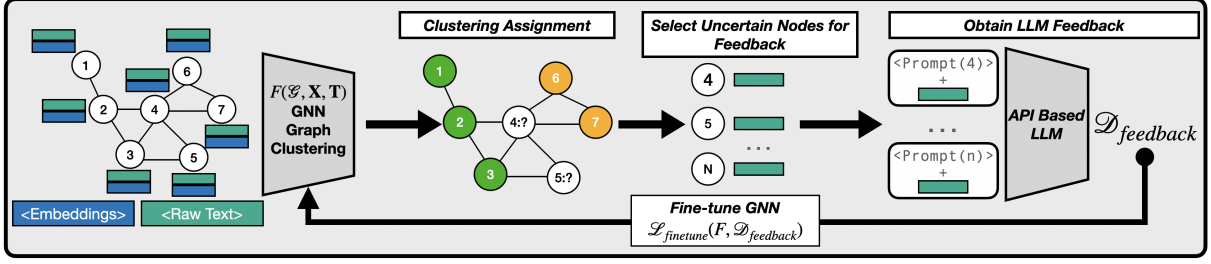 1
2
3
4
5
6
7
<Embeddings>
<Raw Text>
F(𝒢, X, T)
GNN
Graph
Clustering
Clustering Assignment
1
2
3
4:?
5:?
6
7
Select Uncertain Nodes for
Feedback
4
5
...
N
Obtain LLM Feedback
<Prompt(4)>
+
...
<Prompt(n)>
+
API Based
LLM
𝒟feedback
Fine-tune GNN
ℒfinetune(F, 𝒟feedback)